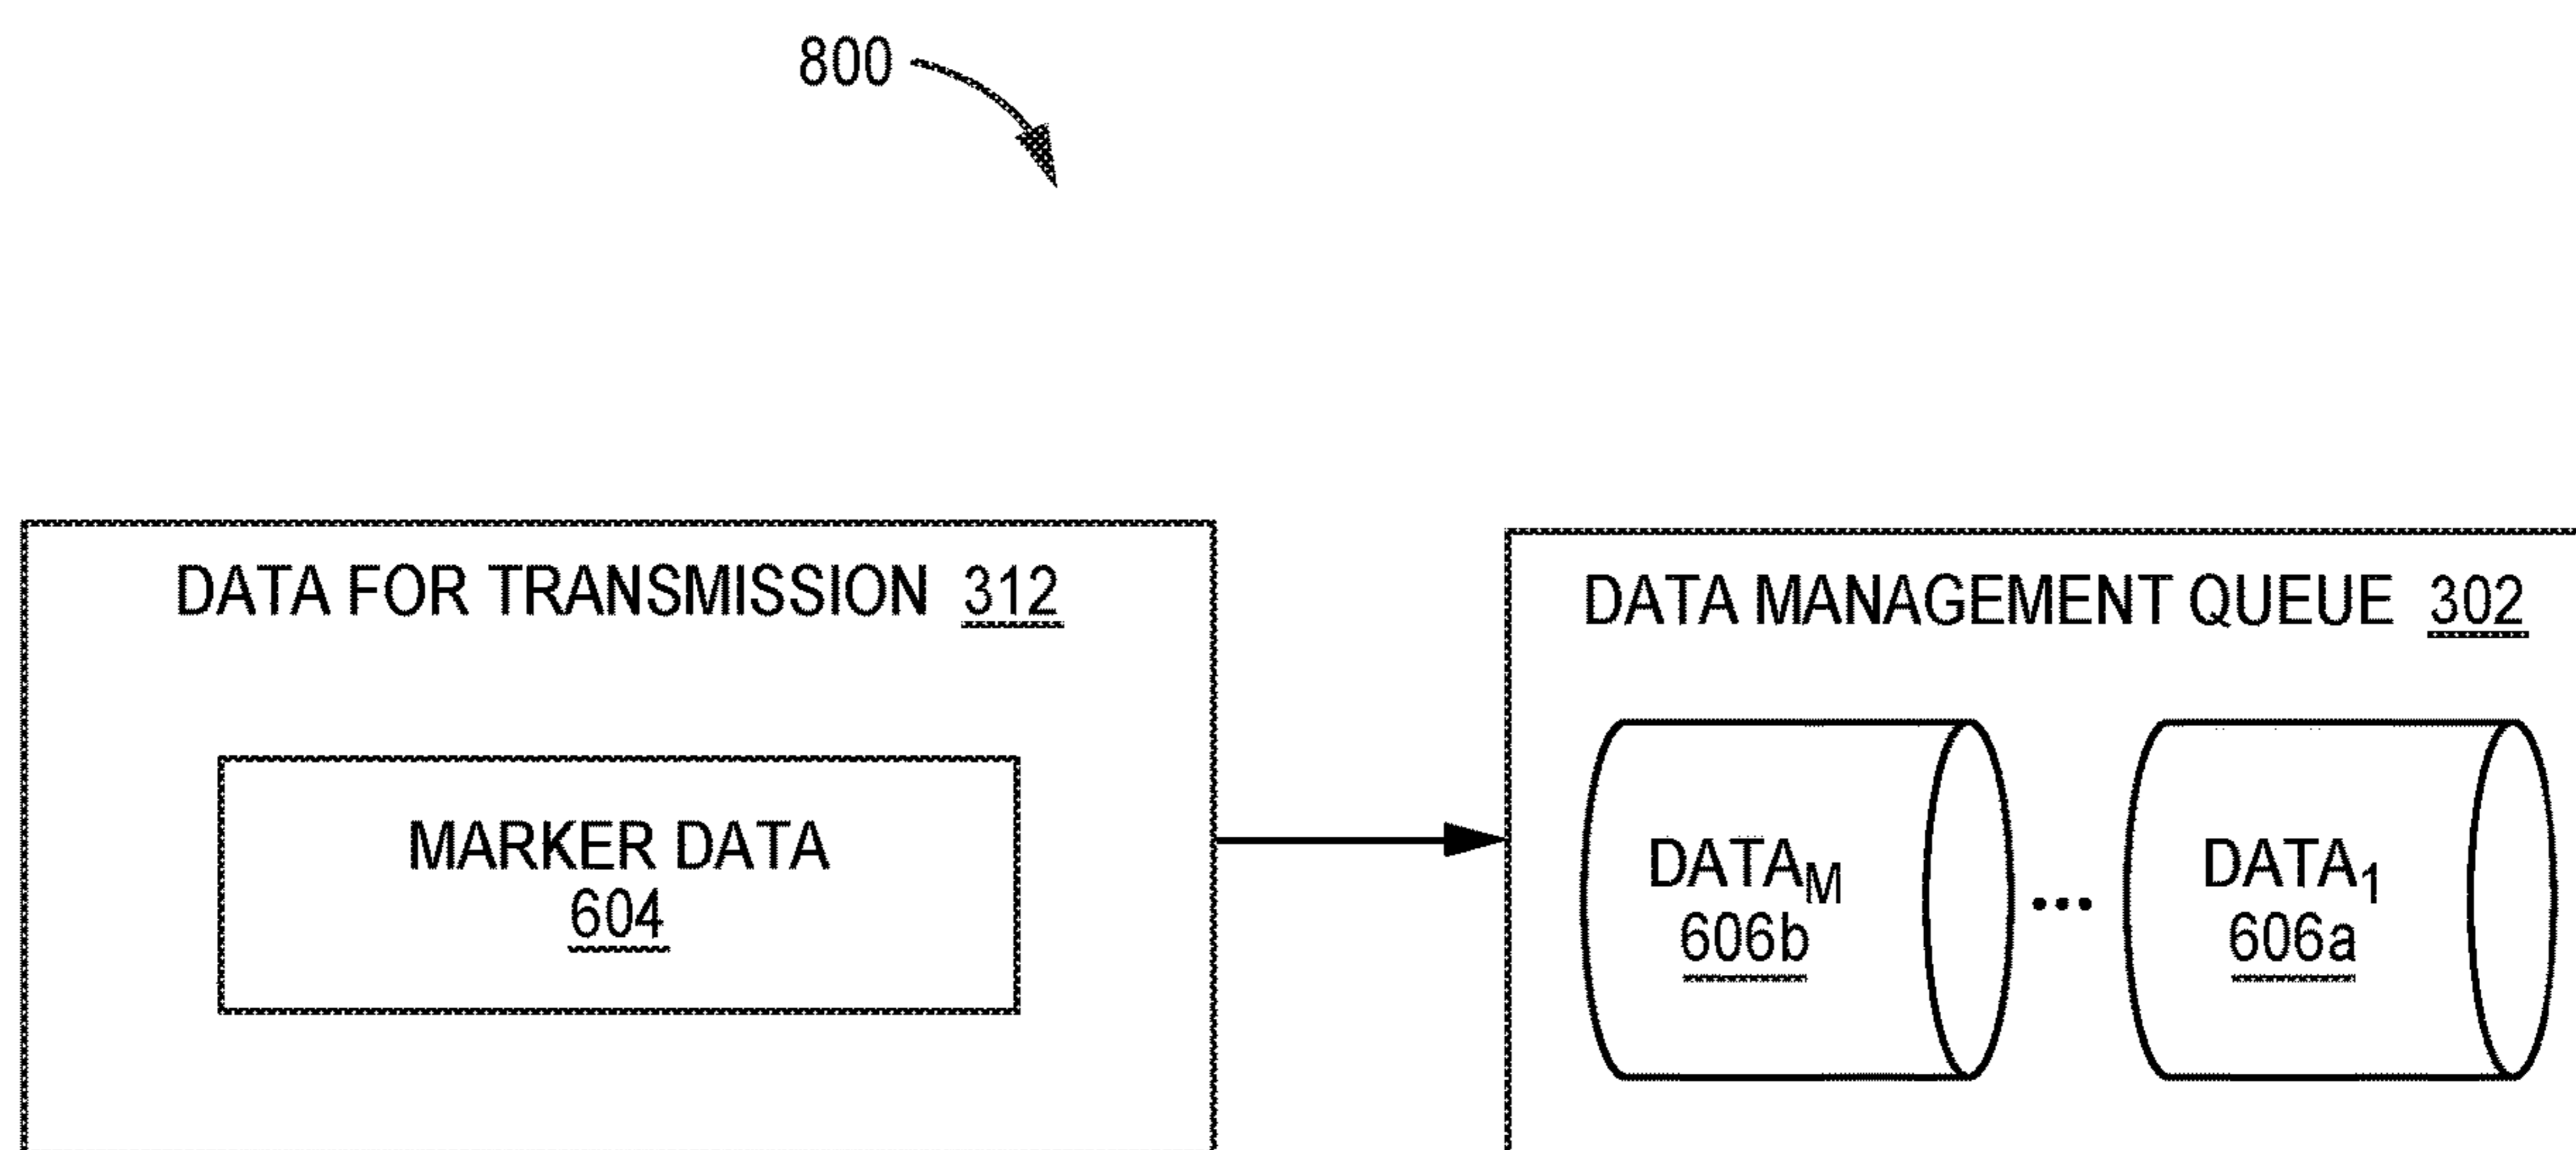 800
DATA FOR TRANSMISSION 312
MARKER DATA
604
DATA MANAGEMENT QUEUE 302
DATAM
606b
...
DATA1
606a